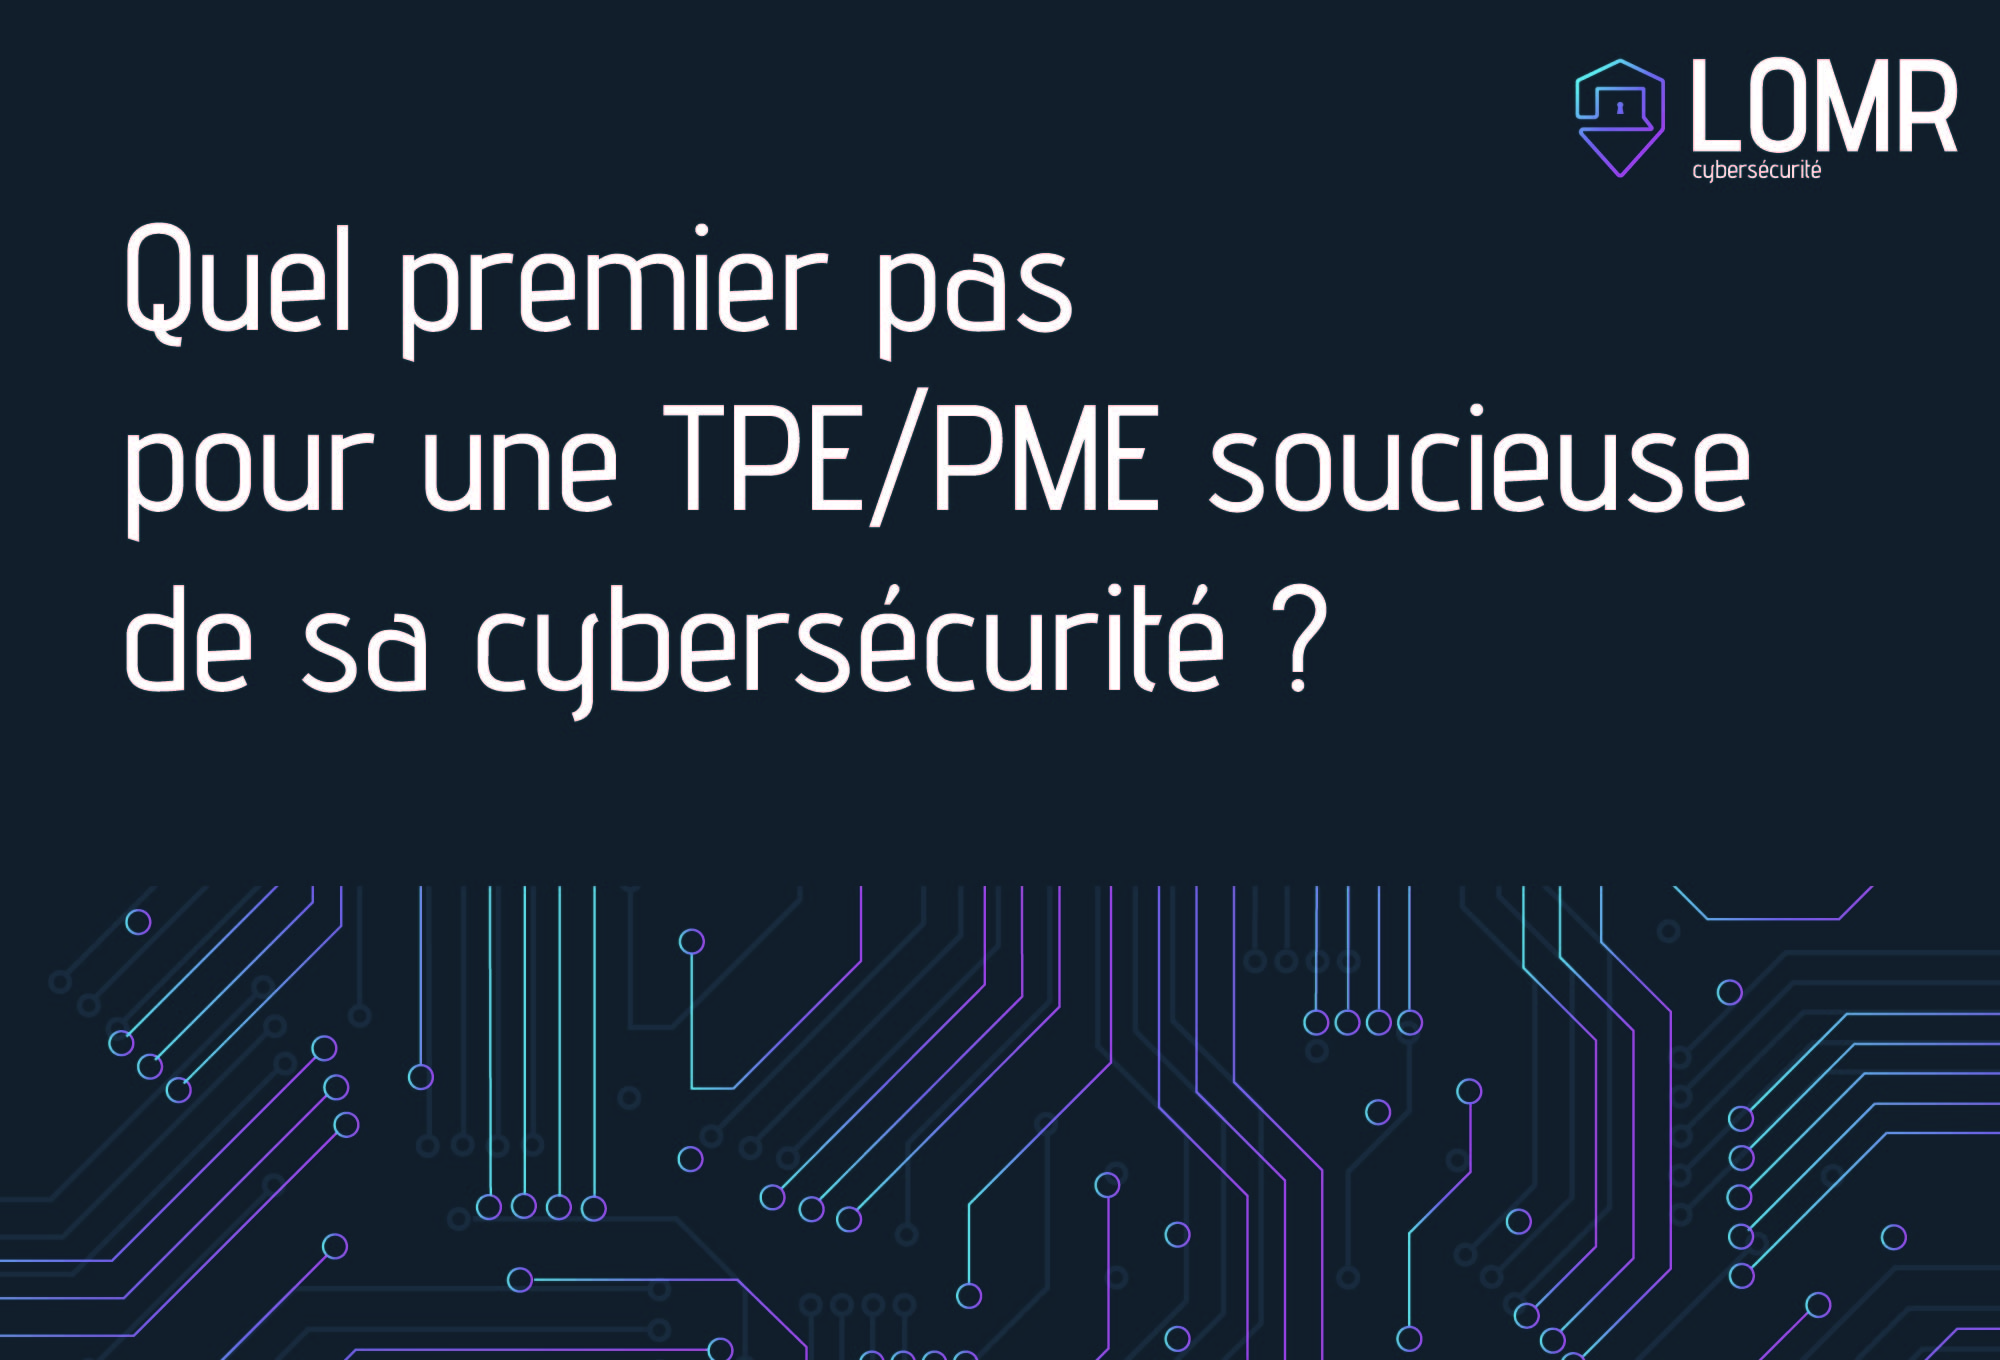 LOMR
cybersécurité
Quel premier pas
pour une TPE/PME soucieuse
de sa cybersécurité ?